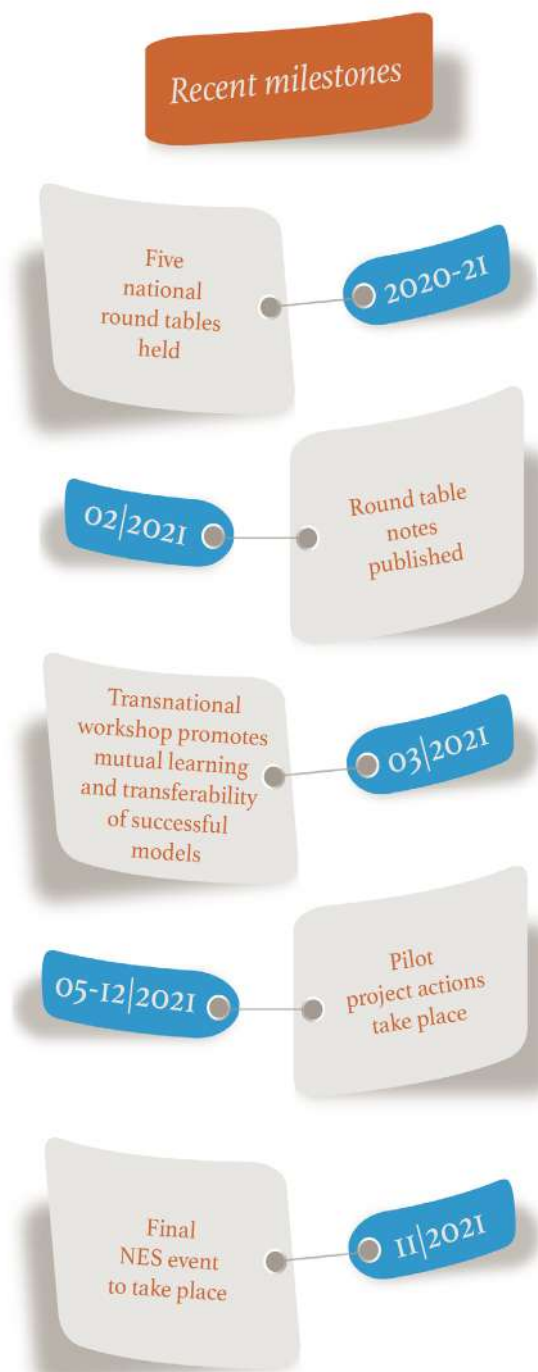 Recent milestones
Five
national
round tables
held
2020-21
02|2021
Round table
notes
published
Transnational
workshop promotes
mutual learning
and transferability
of successful
models
03|2021
05-12|2021
Pilot
project actions
take place
Final
NES event
to take place
11|2021